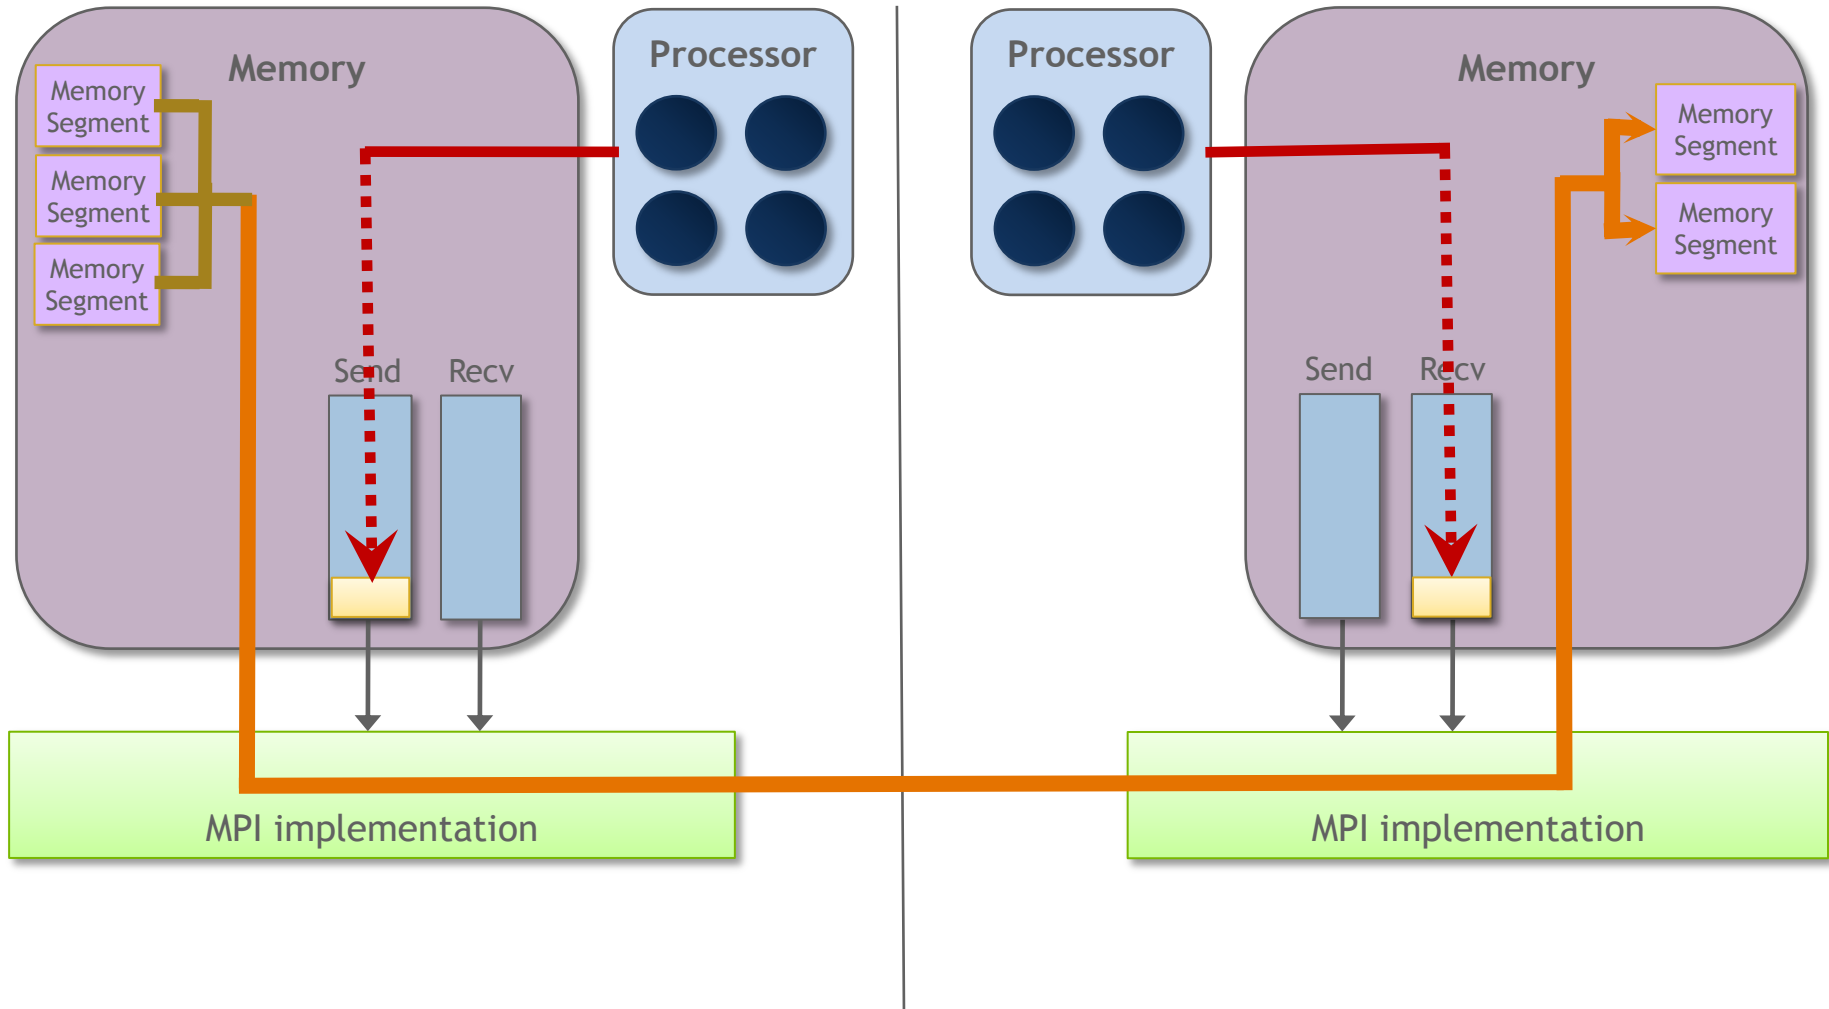 Memory
Memory
Segment
Memory
Segment
Memory
Segment
Send
Recv
Processor
MPI implementation
Processor
Memory
Memory
Segment
Memory
Segment
Send
Recv
MPI implementation